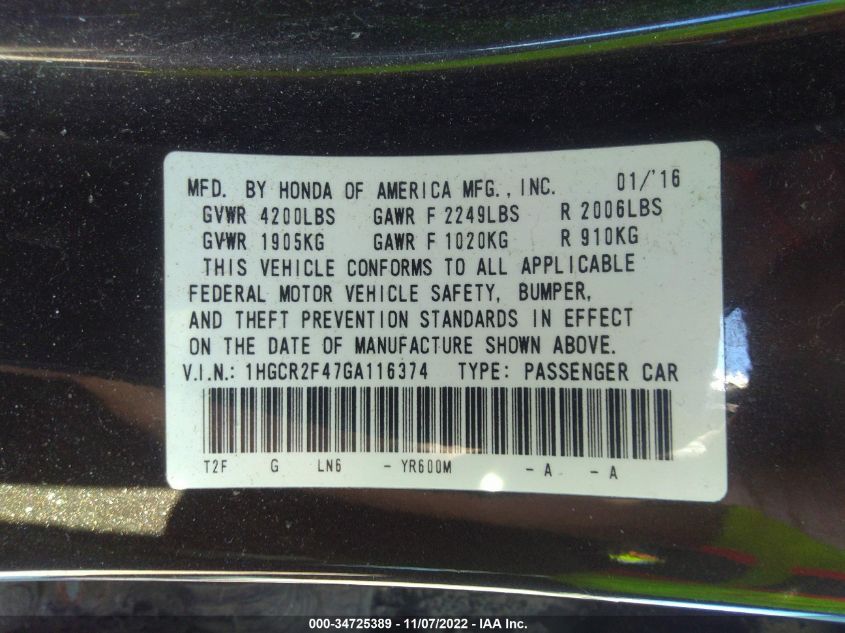 MFD. BY HONDA OF AMERICA MFG., INC. 01/'16
GVWR 4200LBS GAWR F 2249LBS R 2006LBS
GVWR 1905KG GAWR F 1020KG R 910KG
THIS VEHICLE CONFORMS TO ALL APPLICABLE
FEDERAL MOTOR VEHICLE SAFETY, BUMPER,
AND THEFT PREVENTION STANDARDS IN EFFECT
ON THE DATE OF MANUFACTURE SHOWN ABOVE.
V.I.N.: 1HGCR2F47GA116374 TYPE: PASSENGER CAR
T2F G LN6 - YR600M - A - A
000-34725389 - 11/07/2022 - IAA Inc.